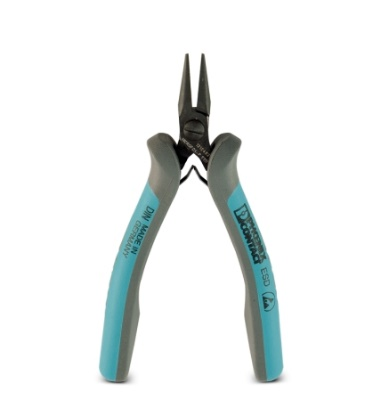 DIN MADE IN
GERMANY
PHOENIX
CONTACT
ESD